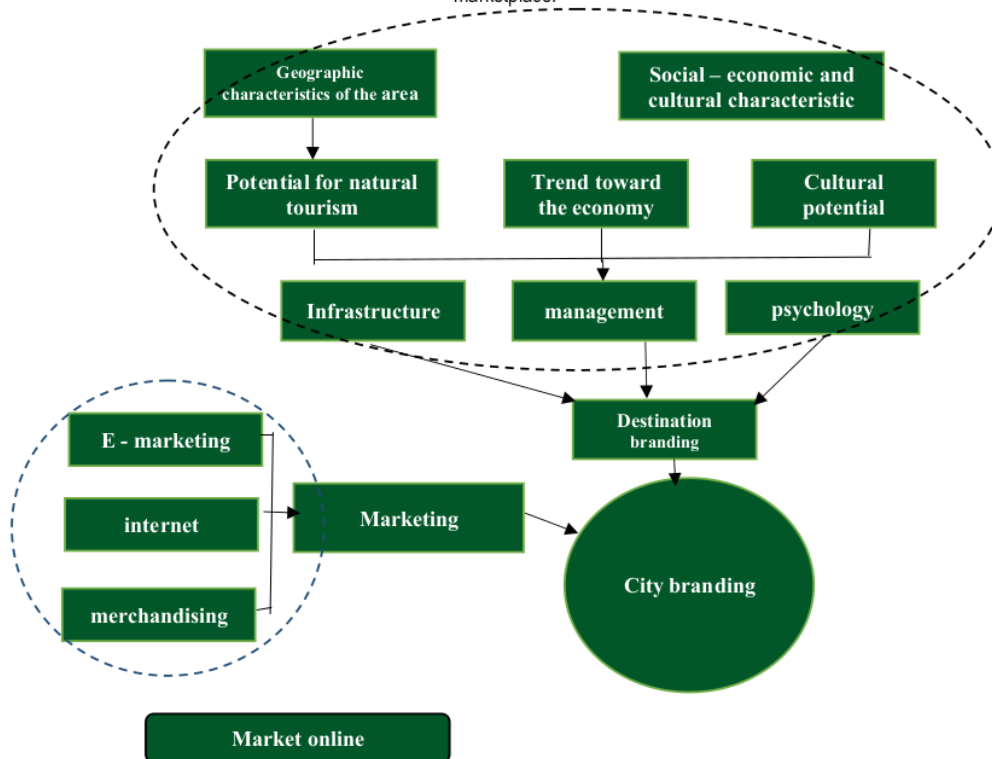 marketplace.
Geographic
characteristics of the area
Social – economic and
cultural characteristic
Potential for natural
tourism
Trend toward
the economy
Cultural
potential
Infrastructure
management
psychology
Destination
branding
E - marketing
internet
merchandising
Marketing
City branding
Market online